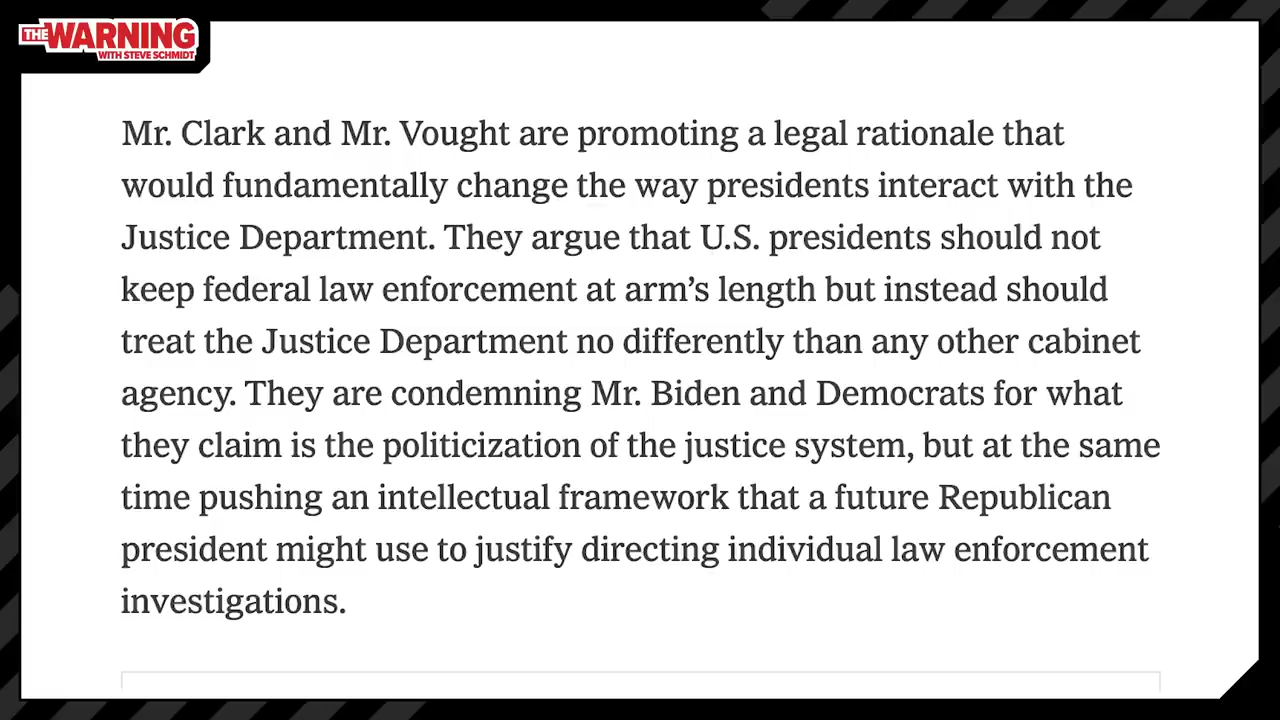 THE WARNING
WITH STEVE SCHMIDT
Mr. Clark and Mr. Vought are promoting a legal rationale that
would fundamentally change the way presidents interact with the
Justice Department. They argue that U.S. presidents should not
keep federal law enforcement at arm’s length but instead should
treat the Justice Department no differently than any other cabinet
agency. They are condemning Mr. Biden and Democrats for what
they claim is the politicization of the justice system, but at the same
time pushing an intellectual framework that a future Republican
president might use to justify directing individual law enforcement
investigations.